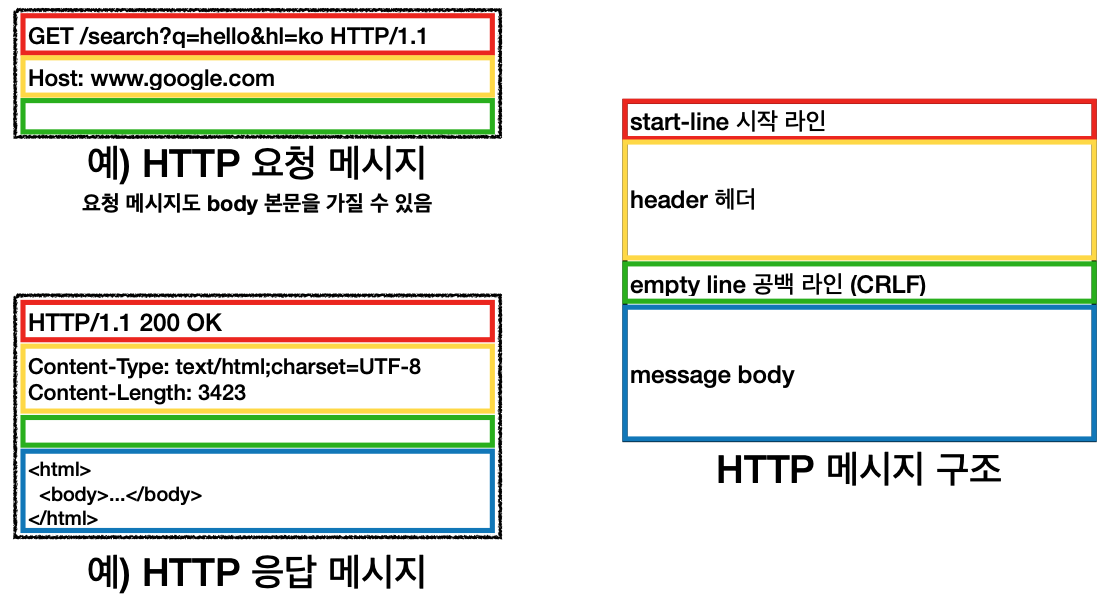 GET /search?q=hello&hl=ko HTTP/1.1
Host: www.google.com
예) HTTP 요청 메시지
요청 메시지도 body 본문을 가질 수 있음
HTTP/1.1 200 OK
Content-Type: text/html;charset=UTF-8
Content-Length: 3423
<html>
<body>...</body>
</html>
예) HTTP 응답 메시지
start-line 시작 라인
header 헤더
empty line 공백 라인 (CRLF)
message body
HTTP 메시지 구조